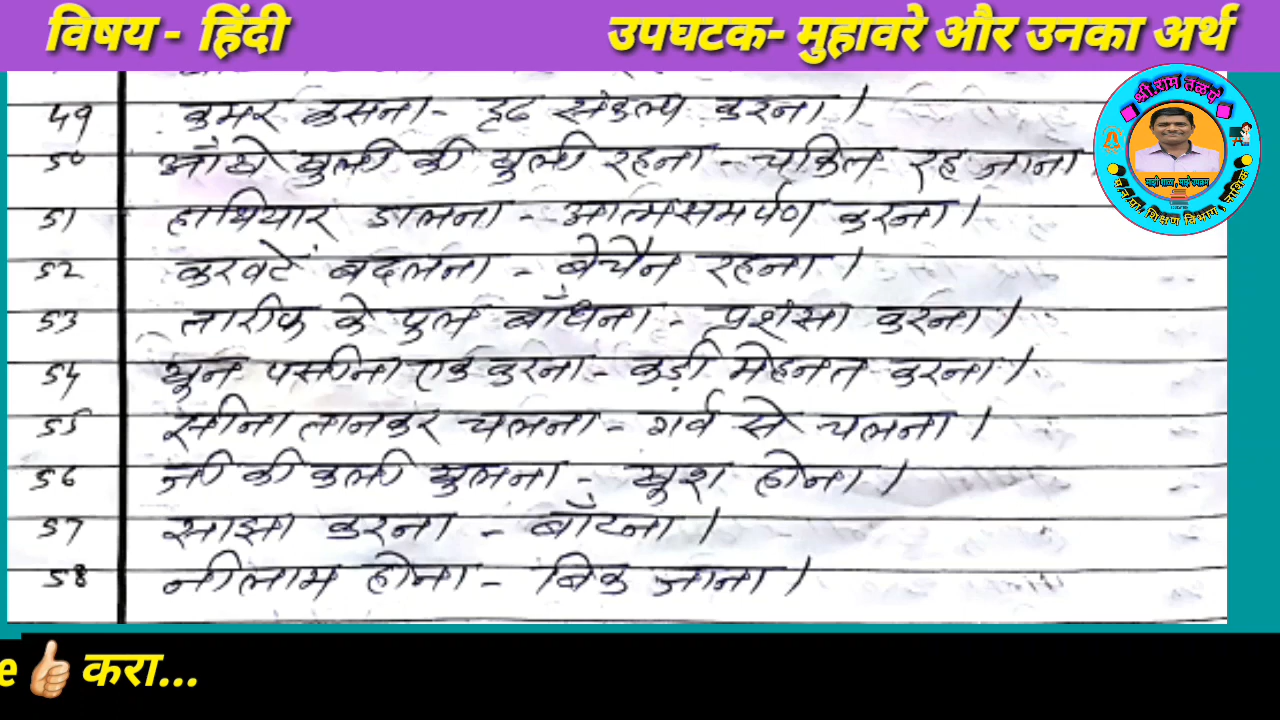 विषय - हिंदी
उपघटक- मुहावरे और उनका अर्थ
श्री.राम तळपे
49 कमर कसना - दृढ संकल्प करना।
50 आँखे खुली की खुली रहना - चकित रह जाना
51 हाथियार डालना - आत्मसमर्पण करना।
52 करवटें बदलना - बेचैन रहना।
53 तारीफ के पुल बाँधना - प्रशंसा करना।
54 खुन पसीना एक करना - कड़ी मेहनत करना।
55 सीना तानकर चलना - गर्व से चलना।
56 जी की कली खुलना - खुश होना।
57 साझा करना - बाँटना।
58 नीलाम होना - बिक जाना।
e करा...